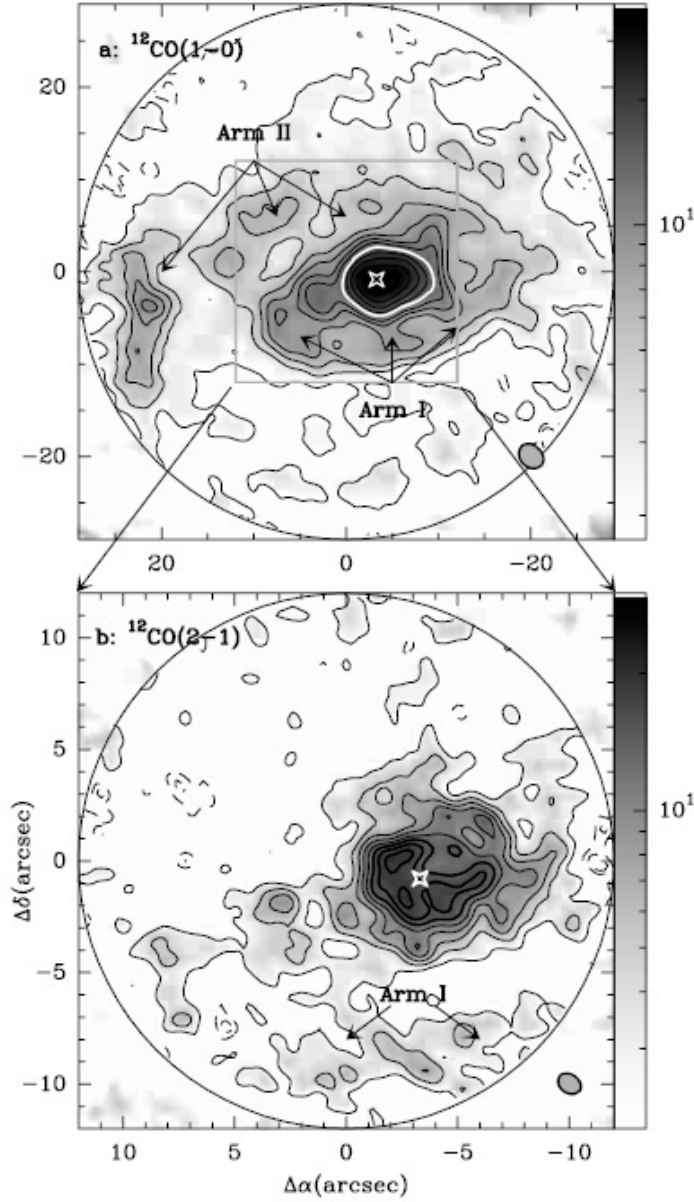 a: ¹²CO(1−0)
20
Arm II
10¹
0
Arm I
−20
20 0 −20
b: ¹²CO(2−1)
10
5
10¹
Δδ(arcsec)
0
−5
Arm I
−10
10 5 0 −5 −10
Δα(arcsec)